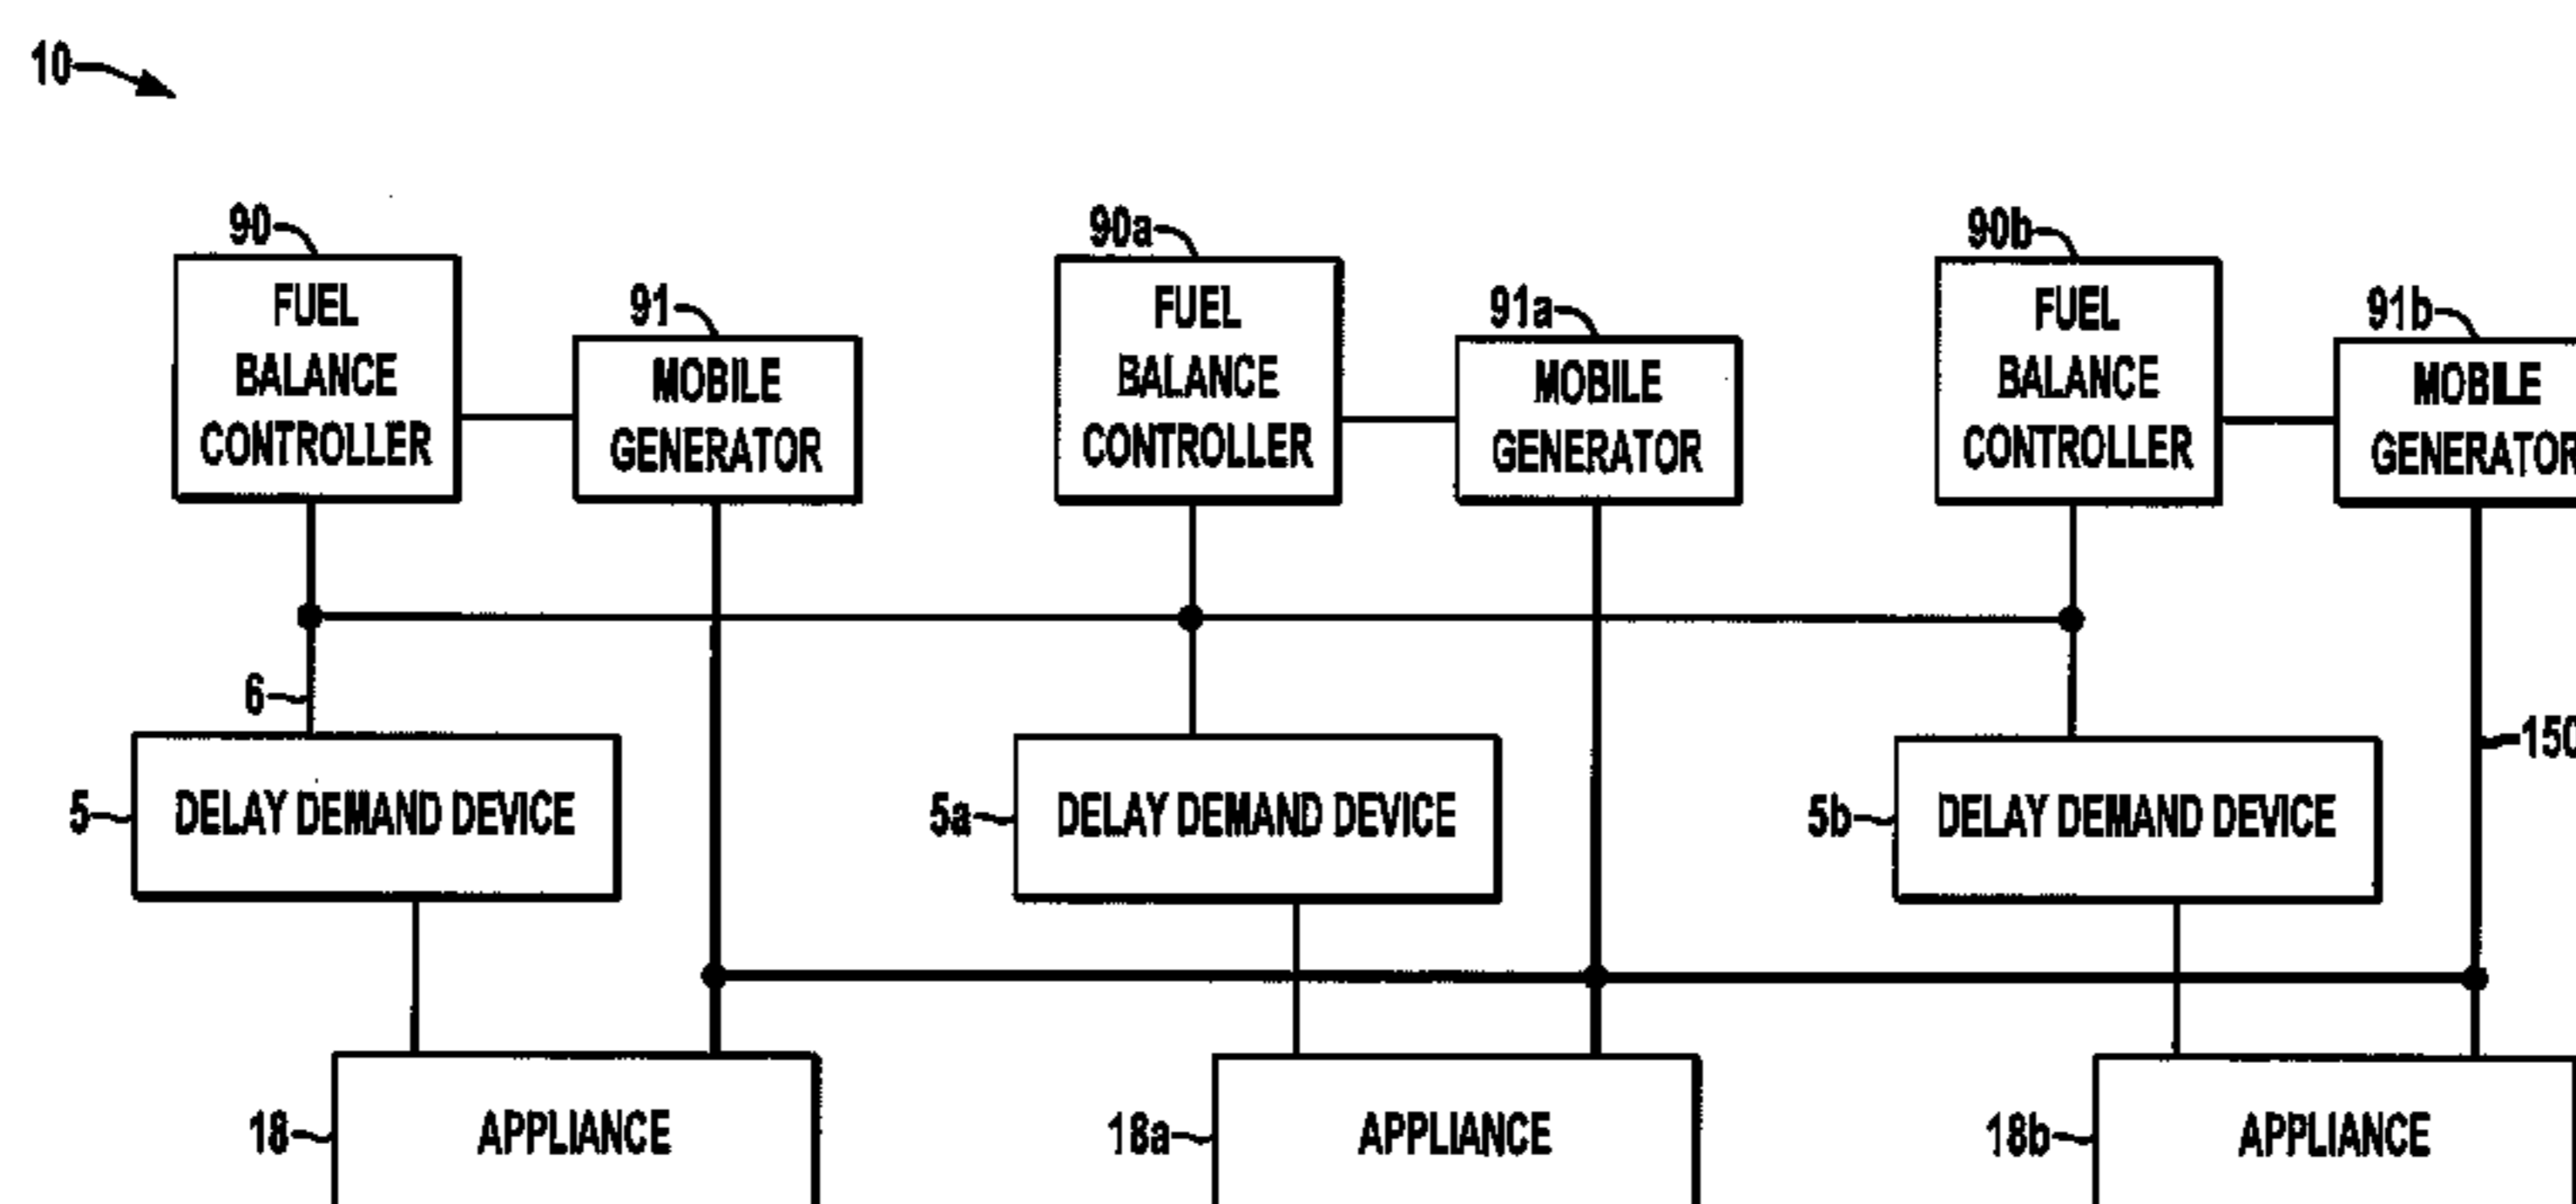 10
90
FUEL
BALANCE
CONTROLLER
91
MOBILE
GENERATOR
90a
FUEL
BALANCE
CONTROLLER
91a
MOBILE
GENERATOR
90b
FUEL
BALANCE
CONTROLLER
91b
MOBILE
GENERATOR
6
150
5
DELAY DEMAND DEVICE
5a
DELAY DEMAND DEVICE
5b
DELAY DEMAND DEVICE
18
APPLIANCE
18a
APPLIANCE
18b
APPLIANCE